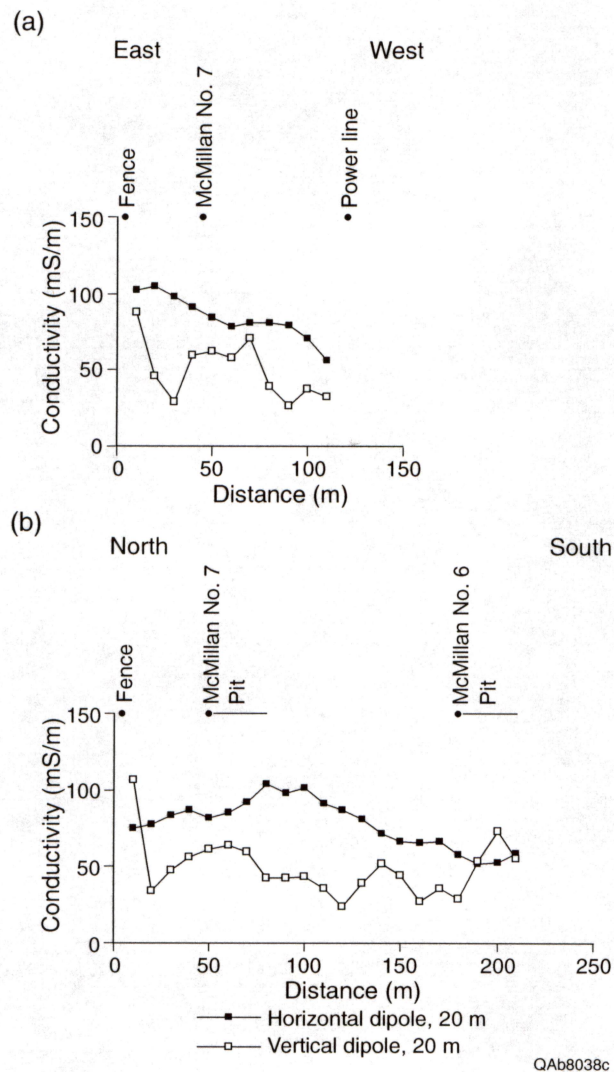 (a)
East West
Fence
McMillan No. 7
Power line
150
100
50
0
Conductivity (mS/m)
0 50 100 150
Distance (m)
(b)
North South
Fence
McMillan No. 7
Pit
McMillan No. 6
Pit
150
100
50
0
Conductivity (mS/m)
0 50 100 150 200 250
Distance (m)
Horizontal dipole, 20 m
Vertical dipole, 20 m
QAb8038c